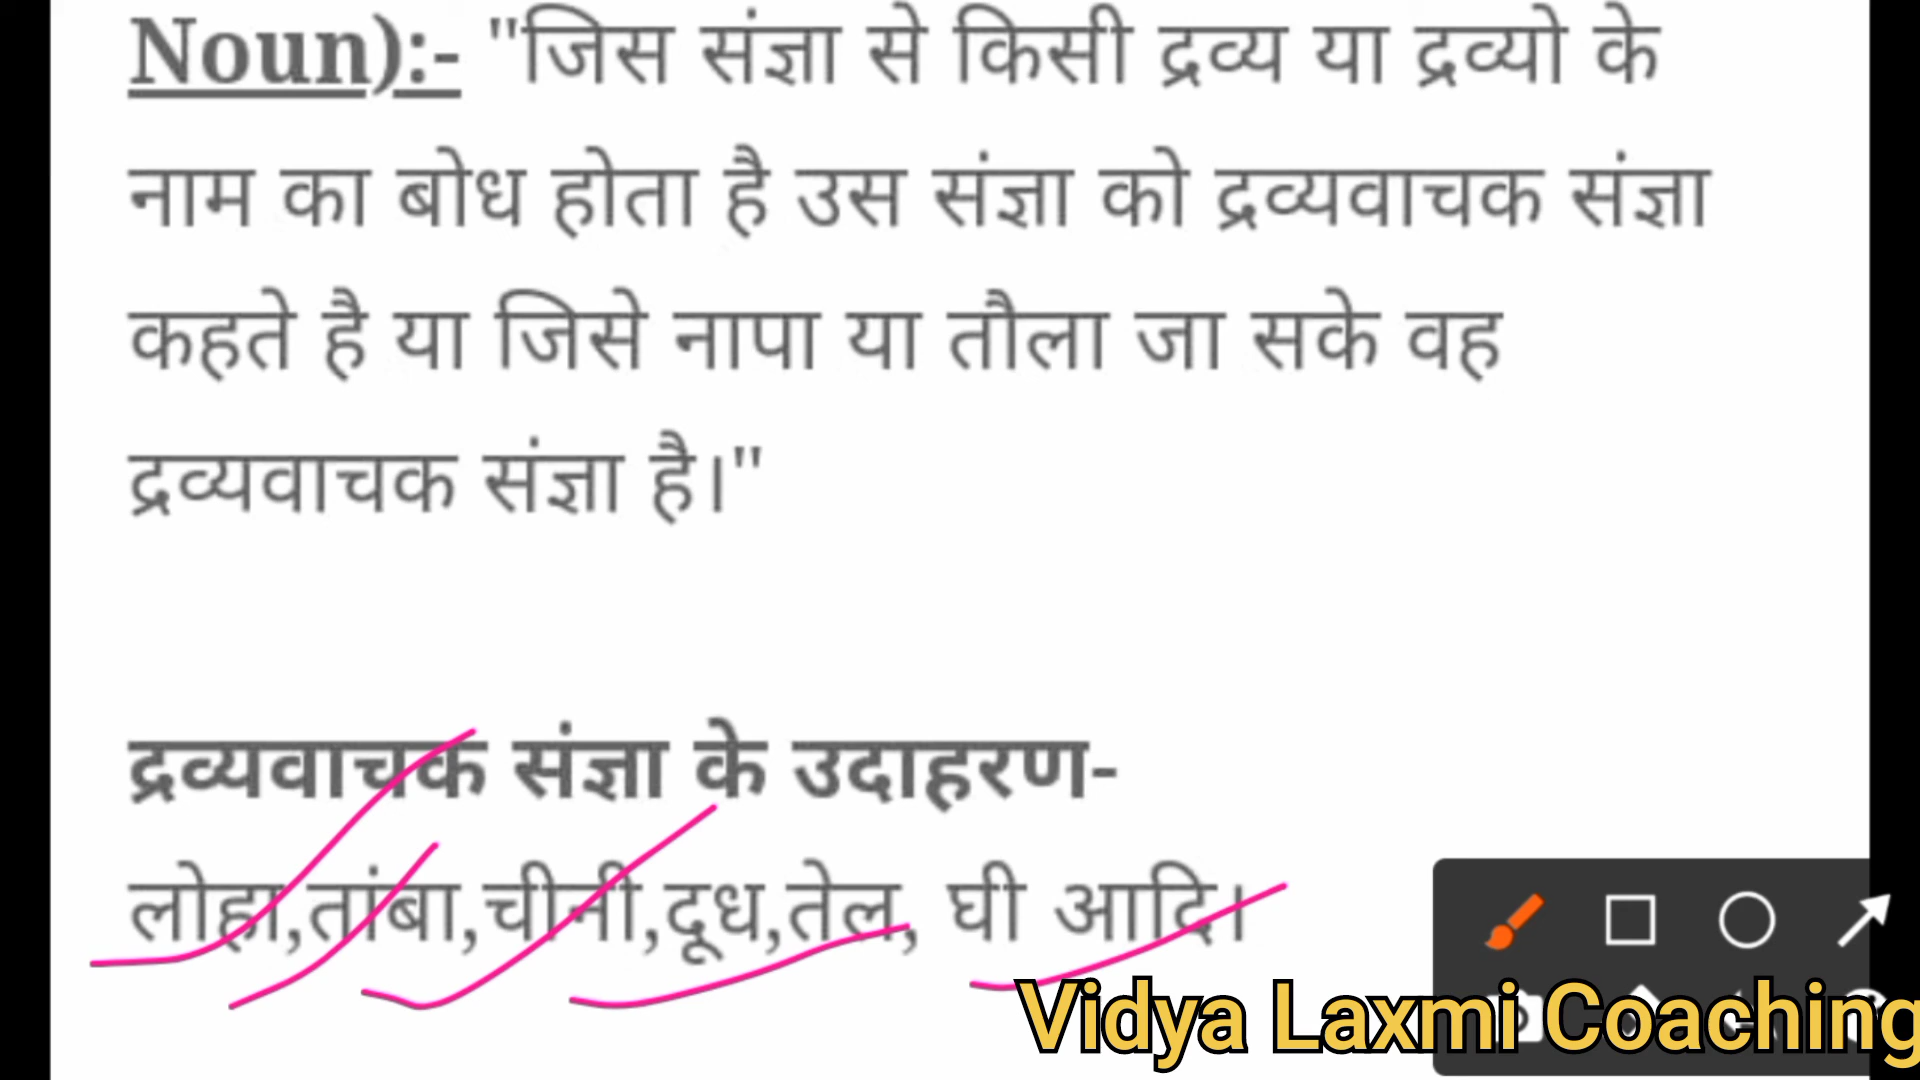 Noun):- "जिस संज्ञा से किसी द्रव्य या द्रव्यो के
नाम का बोध होता है उस संज्ञा को द्रव्यवाचक संज्ञा
कहते है या जिसे नापा या तौला जा सके वह
द्रव्यवाचक संज्ञा है।"
द्रव्यवाचक संज्ञा के उदाहरण-
लोहा,तांबा,चीनी,दूध,तेल, घी आदि।
Vidya Laxmi Coaching